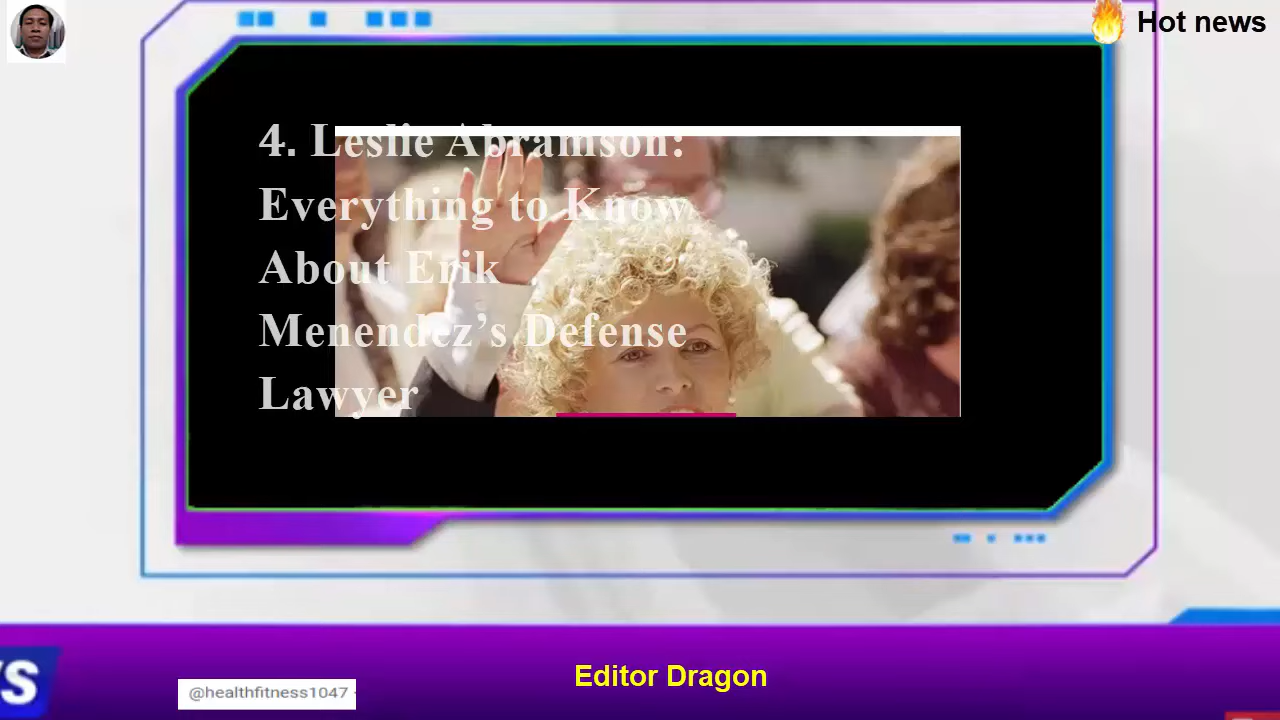 Hot news
4. Leslie Abramson:
Everything to Know
About Erik
Menendez’s Defense
Lawyer
Editor Dragon
@healthfitness1047